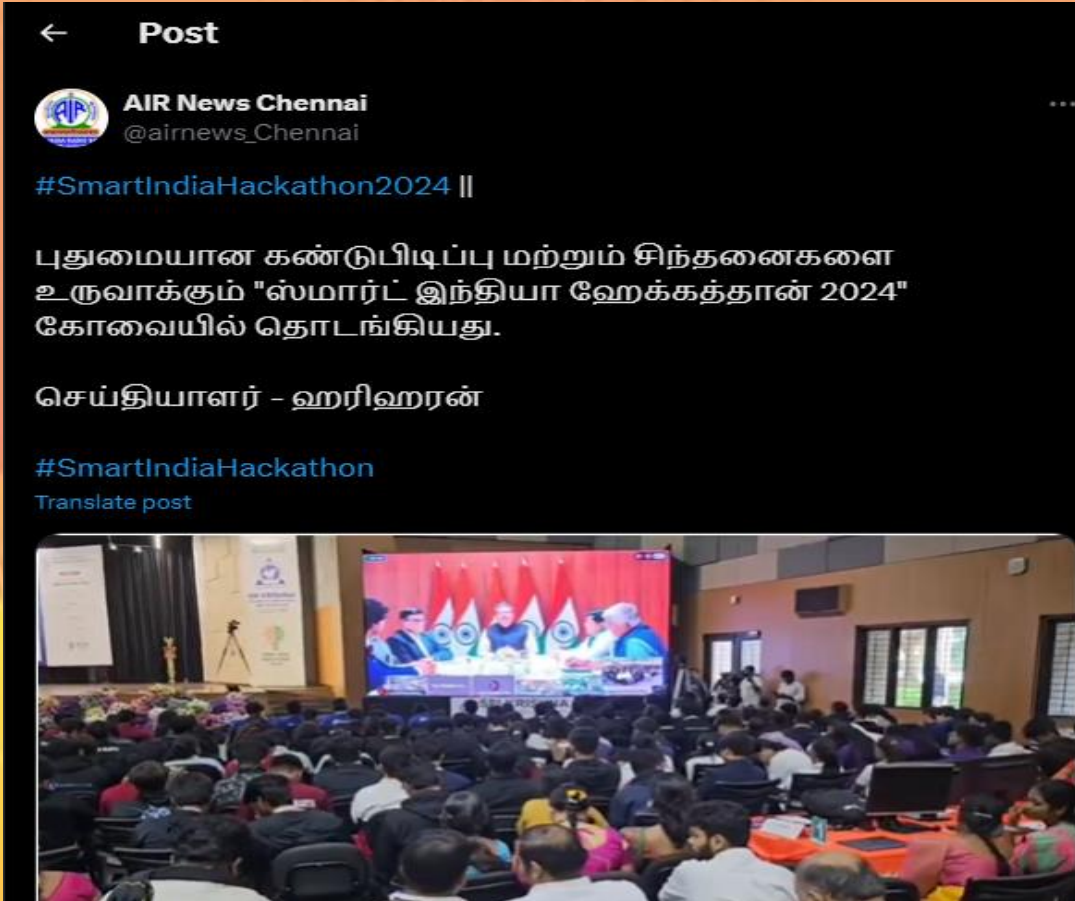 ← Post
AIR News Chennai
@airnews_Chennai
#SmartIndiaHackathon2024 ||
புதுமையான கண்டுபிடிப்பு மற்றும் சிந்தனைகளை
உருவாக்கும் "ஸ்மார்ட் இந்தியா ஹேக்கத்தான் 2024"
கோவையில் தொடங்கியது.
செய்தியாளர் - ஹரிஹரன்
#SmartIndiaHackathon
Translate post